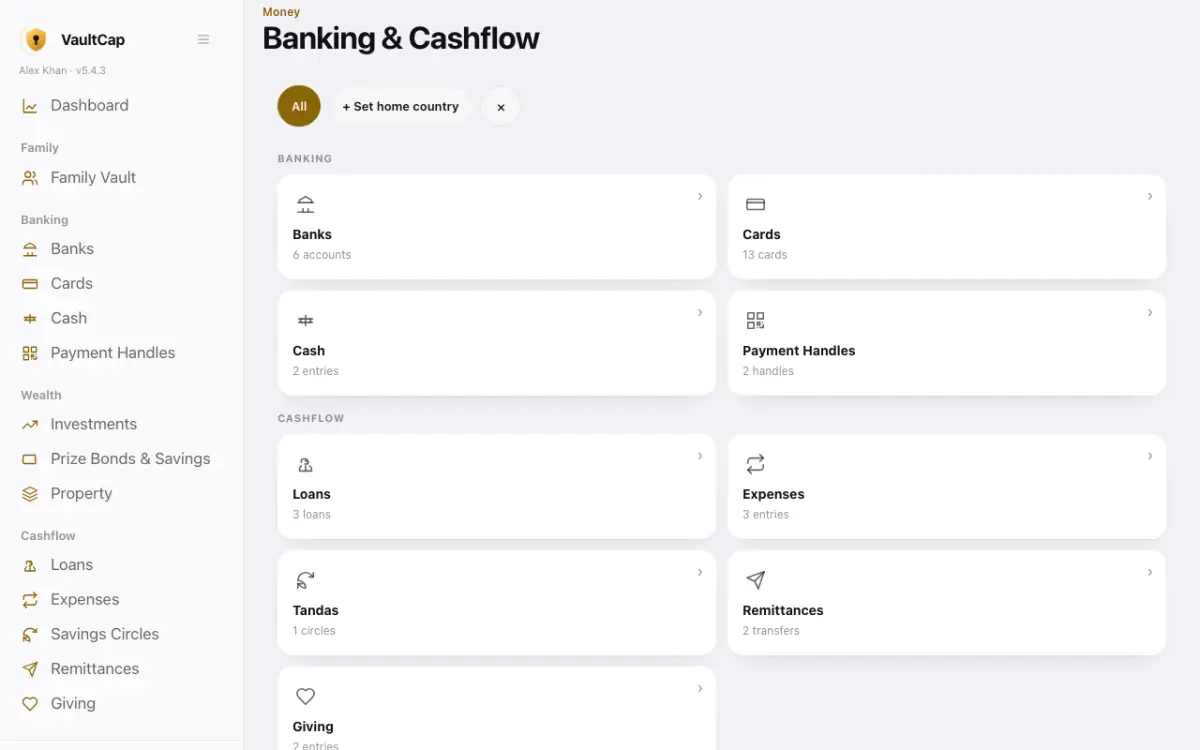 VaultCap
Alex Khan · v5.4.3
Dashboard
Family
Family Vault
Banking
Banks
Cards
Cash
Payment Handles
Wealth
Investments
Prize Bonds & Savings
Property
Cashflow
Loans
Expenses
Savings Circles
Remittances
Giving
Money
Banking & Cashflow
All
+ Set home country
×
BANKING
Banks
6 accounts
Cards
13 cards
Cash
2 entries
Payment Handles
2 handles
CASHFLOW
Loans
3 loans
Expenses
3 entries
Tandas
1 circles
Remittances
2 transfers
Giving
2 entries